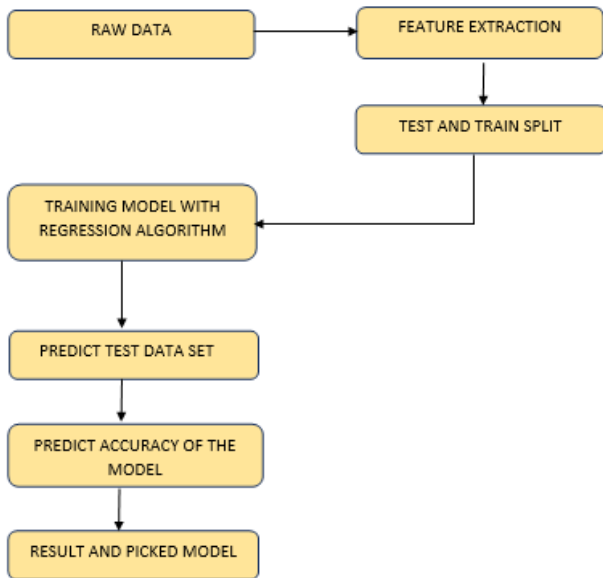 RAW DATA
FEATURE EXTRACTION
TEST AND TRAIN SPLIT
TRAINING MODEL WITH
REGRESSION ALGORITHM
PREDICT TEST DATA SET
PREDICT ACCURACY OF THE
MODEL
RESULT AND PICKED MODEL